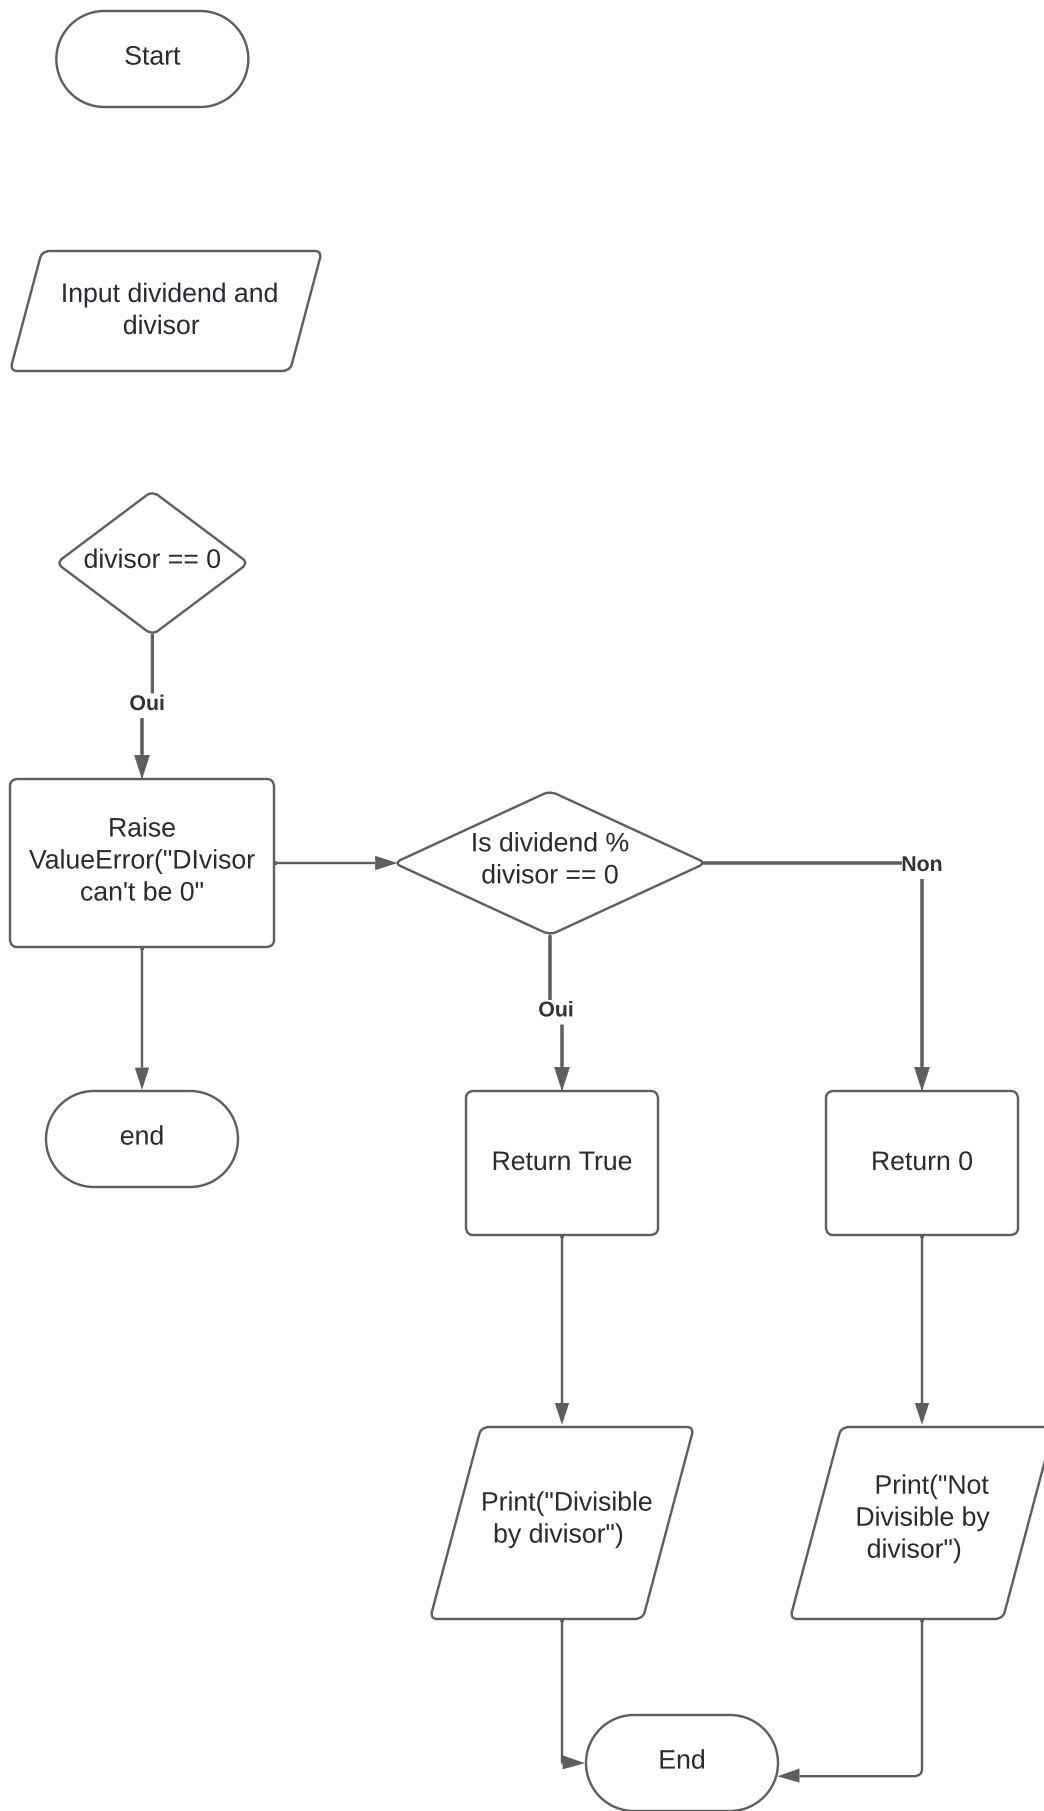 Start
Input dividend and
divisor
divisor == 0
Oui
Raise
ValueError("DIvisor
can't be 0"
Is dividend %
divisor == 0
Non
Oui
end
Return True
Return 0
Print("Divisible
by divisor")
Print("Not
Divisible by
divisor")
End